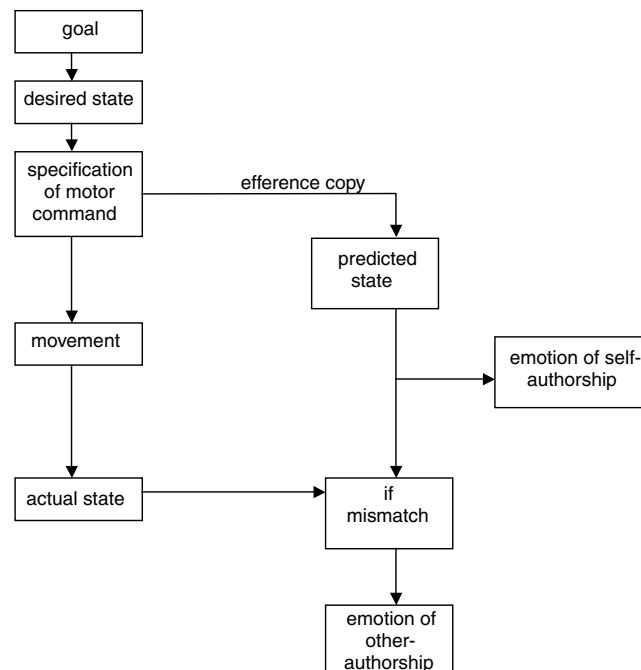 goal
desired state
specification
of motor
command
efference copy
predicted
state
movement
emotion of self-
authorship
actual state
if
mismatch
emotion of
other-
authorship